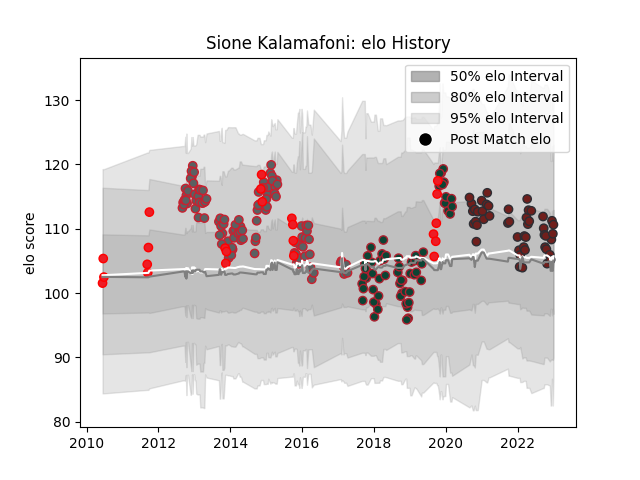 Sione Kalamafoni: elo History
50% elo Interval
80% elo Interval
95% elo Interval
Post Match elo
elo score
130
120
110
100
90
80
2010
2012
2014
2016
2018
2020
2022